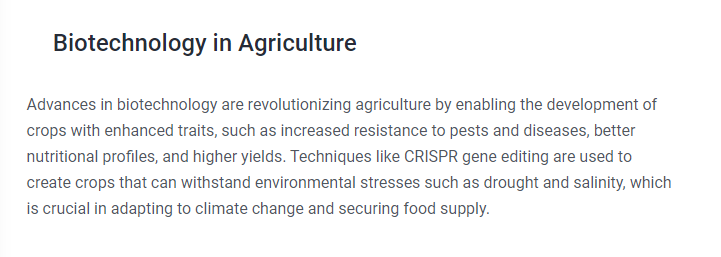 Biotechnology in Agriculture
Advances in biotechnology are revolutionizing agriculture by enabling the development of
crops with enhanced traits, such as increased resistance to pests and diseases, better
nutritional profiles, and higher yields. Techniques like CRISPR gene editing are used to
create crops that can withstand environmental stresses such as drought and salinity, which
is crucial in adapting to climate change and securing food supply.